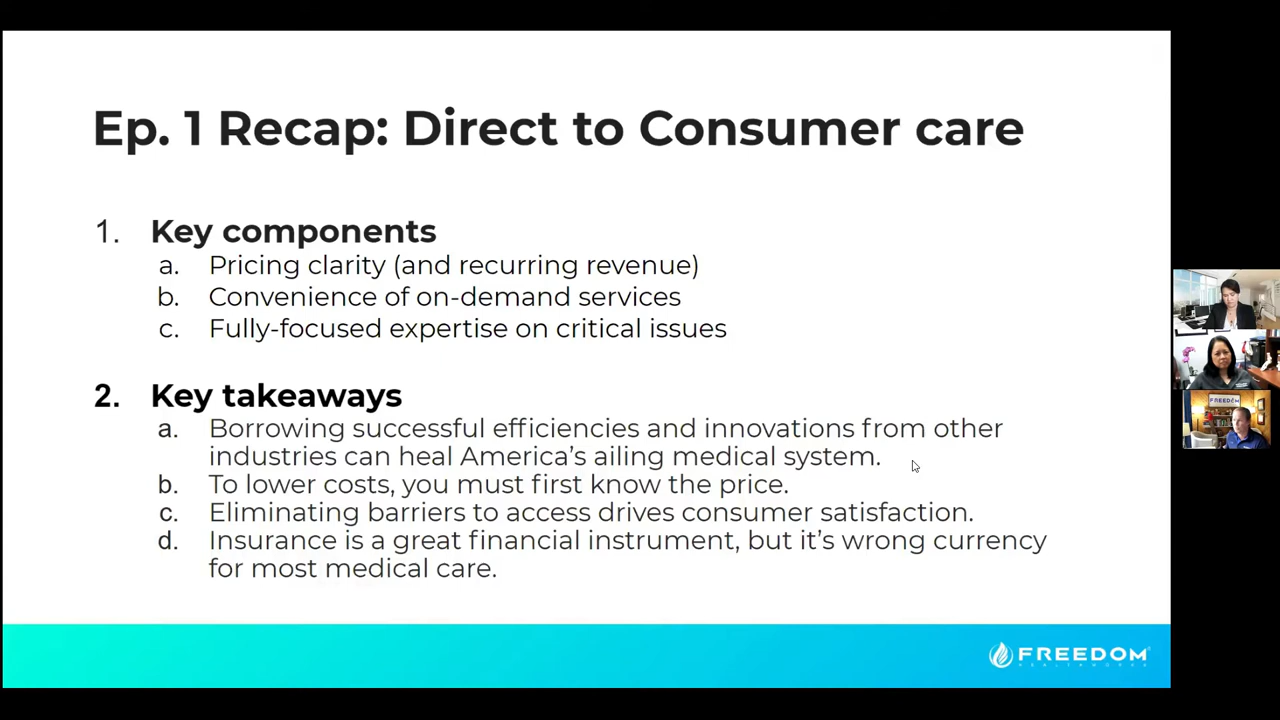 Ep. 1 Recap: Direct to Consumer care
1. Key components
a. Pricing clarity (and recurring revenue)
b. Convenience of on-demand services
c. Fully-focused expertise on critical issues
2. Key takeaways
a. Borrowing successful efficiencies and innovations from other
industries can heal America's ailing medical system.
b. To lower costs, you must first know the price.
c. Eliminating barriers to access drives consumer satisfaction.
d. Insurance is a great financial instrument, but it's wrong currency
for most medical care.
FREEDOM
HEALTHWORKS
FREEDOM